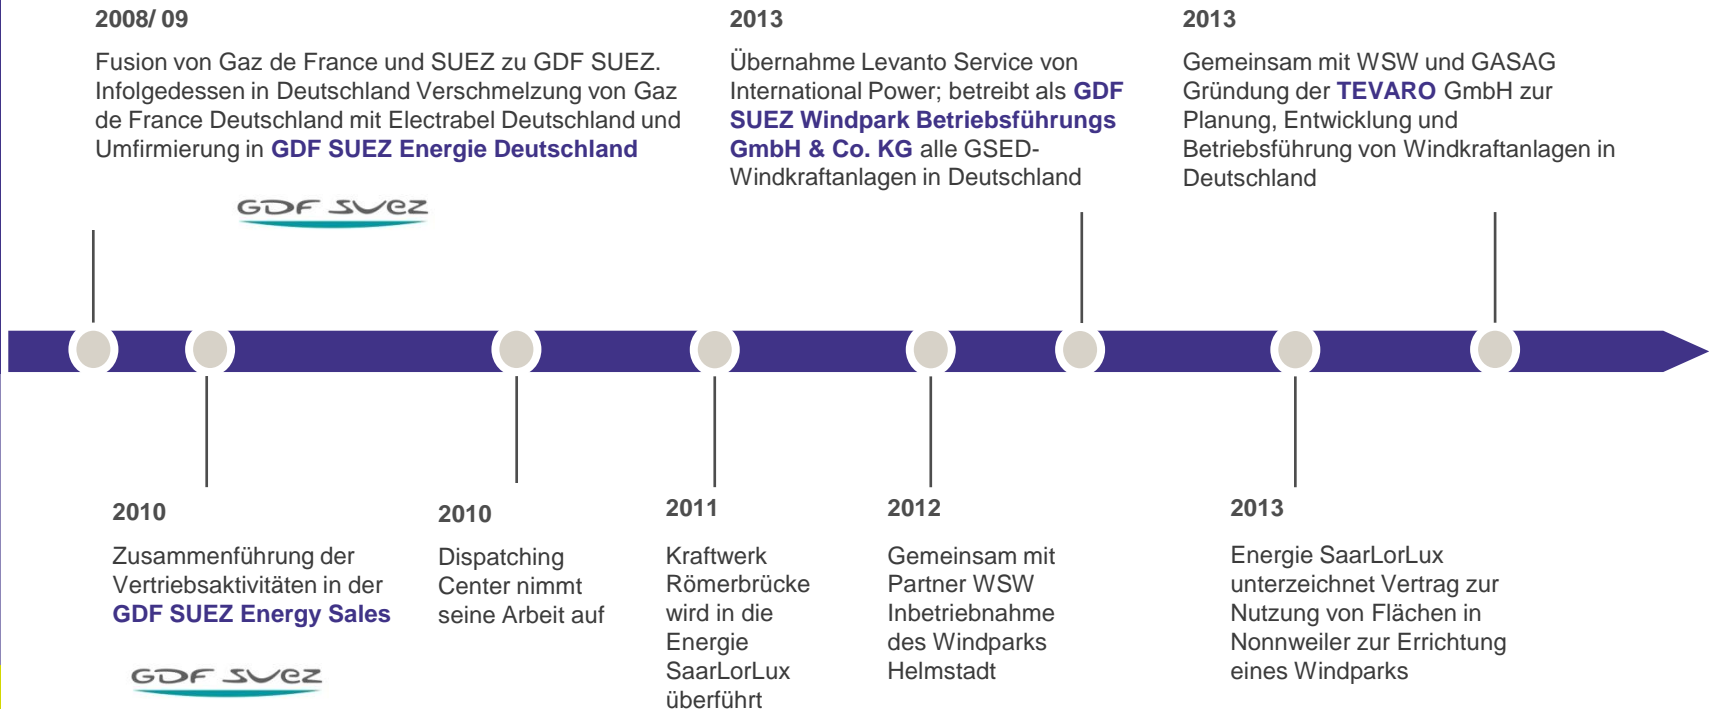 2008/ 09
Fusion von Gaz de France und SUEZ zu GDF SUEZ.
Infolgedessen in Deutschland Verschmelzung von Gaz
de France Deutschland mit Electrabel Deutschland und
Umfirmierung in GDF SUEZ Energie Deutschland
GDF SUEZ
2013
Übernahme Levanto Service von
International Power; betreibt als GDF
SUEZ Windpark Betriebsführungs
GmbH & Co. KG alle GSED-
Windkraftanlagen in Deutschland
2013
Gemeinsam mit WSW und GASAG
Gründung der TEVARO GmbH zur
Planung, Entwicklung und
Betriebsführung von Windkraftanlagen in
Deutschland
2010
Zusammenführung der
Vertriebsaktivitäten in der
GDF SUEZ Energy Sales
GDF SUEZ
2010
Dispatching
Center nimmt
seine Arbeit auf
2011
Kraftwerk
Römerbrücke
wird in die
Energie
SaarLorLux
überführt
2012
Gemeinsam mit
Partner WSW
Inbetriebnahme
des Windparks
Helmstadt
2013
Energie SaarLorLux
unterzeichnet Vertrag zur
Nutzung von Flächen in
Nonnweiler zur Errichtung
eines Windparks